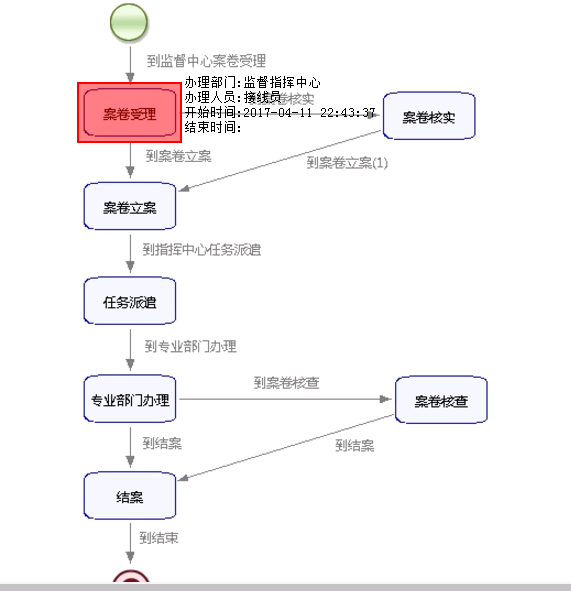 到监督中心案卷受理
办理部门:监督指挥中心
办理人员:接线员
卷核实
开始时间:2017-04-11 22:43:37
结束时间:
案卷受理
案卷核实
到案卷立案
到案卷立案(1)
案卷立案
到指挥中心任务派遣
任务派遣
到专业部门办理
到案卷核查
专业部门办理
案卷核查
到结案
到结案
结案
到结束